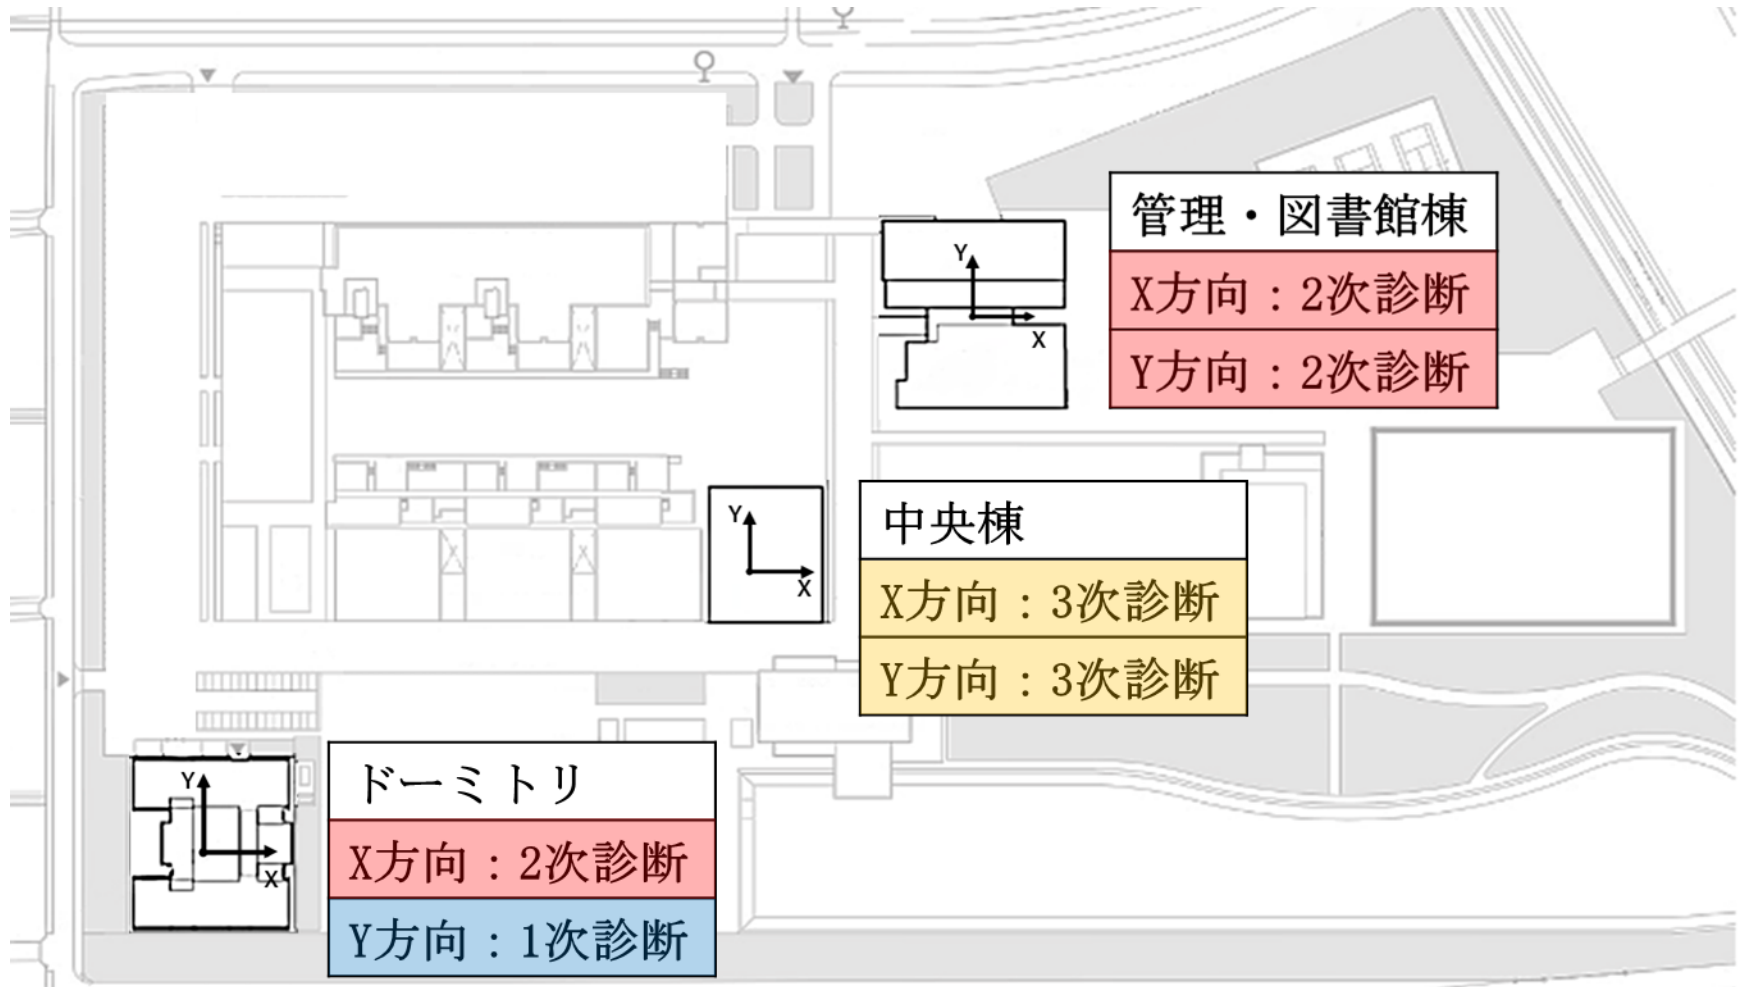 管理・図書館棟
X方向：2次診断
Y方向：2次診断
Y
X
中央棟
X方向：3次診断
Y方向：3次診断
Y
X
ドーミトリ
X方向：2次診断
Y方向：1次診断
Y
X